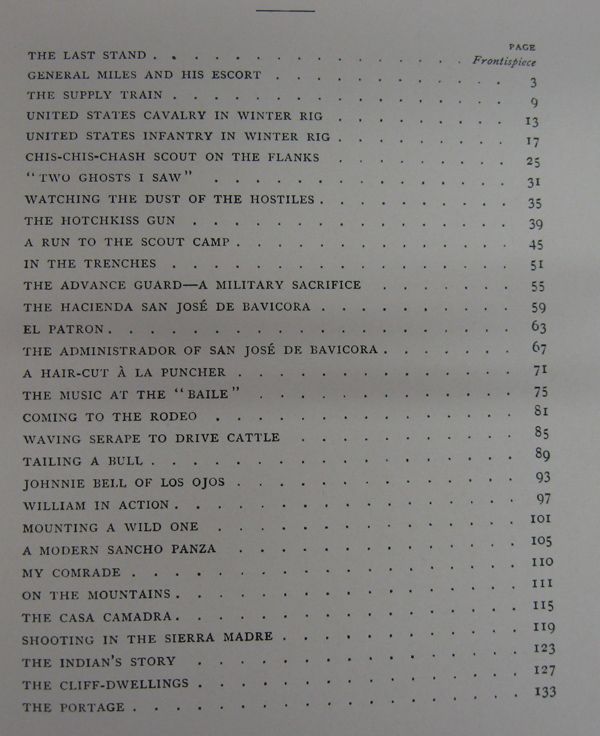 PAGE
THE LAST STAND . . . . . . . . . . . . . . Frontispiece
GENERAL MILES AND HIS ESCORT . . . . . . . . . . . 3
THE SUPPLY TRAIN . . . . . . . . . . . . . . . . 9
UNITED STATES CAVALRY IN WINTER RIG . . . . . . . . . 13
UNITED STATES INFANTRY IN WINTER RIG . . . . . . . . . 17
CHIS-CHIS-CHASH SCOUT ON THE FLANKS . . . . . . . . 25
"TWO GHOSTS I SAW" . . . . . . . . . . . . . . 31
WATCHING THE DUST OF THE HOSTILES . . . . . . . . . 35
THE HOTCHKISS GUN . . . . . . . . . . . . . . . 39
A RUN TO THE SCOUT CAMP . . . . . . . . . . . . . 45
IN THE TRENCHES . . . . . . . . . . . . . . . . 51
THE ADVANCE GUARD—A MILITARY SACRIFICE . . . . . . . 55
THE HACIENDA SAN JOSÉ DE BAVICORA . . . . . . . . . 59
EL PATRON . . . . . . . . . . . . . . . . . . 63
THE ADMINISTRADOR OF SAN JOSÉ DE BAVICORA . . . . . . . 67
A HAIR-CUT À LA PUNCHER . . . . . . . . . . . . . 71
THE MUSIC AT THE "BAILE" . . . . . . . . . . . . 75
COMING TO THE RODEO . . . . . . . . . . . . . . 81
WAVING SERAPE TO DRIVE CATTLE . . . . . . . . . . 85
TAILING A BULL . . . . . . . . . . . . . . . . . 89
JOHNNIE BELL OF LOS OJOS . . . . . . . . . . . . . 93
WILLIAM IN ACTION . . . . . . . . . . . . . . . . 97
MOUNTING A WILD ONE . . . . . . . . . . . . . . 101
A MODERN SANCHO PANZA . . . . . . . . . . . . . 105
MY COMRADE . . . . . . . . . . . . . . . . . . 110
ON THE MOUNTAINS . . . . . . . . . . . . . . . . 111
THE CASA CAMADRA . . . . . . . . . . . . . . . . 115
SHOOTING IN THE SIERRA MADRE . . . . . . . . . . . 119
THE INDIAN'S STORY . . . . . . . . . . . . . . . 123
THE CLIFF-DWELLINGS . . . . . . . . . . . . . . . 127
THE PORTAGE . . . . . . . . . . . . . . . . . . 133